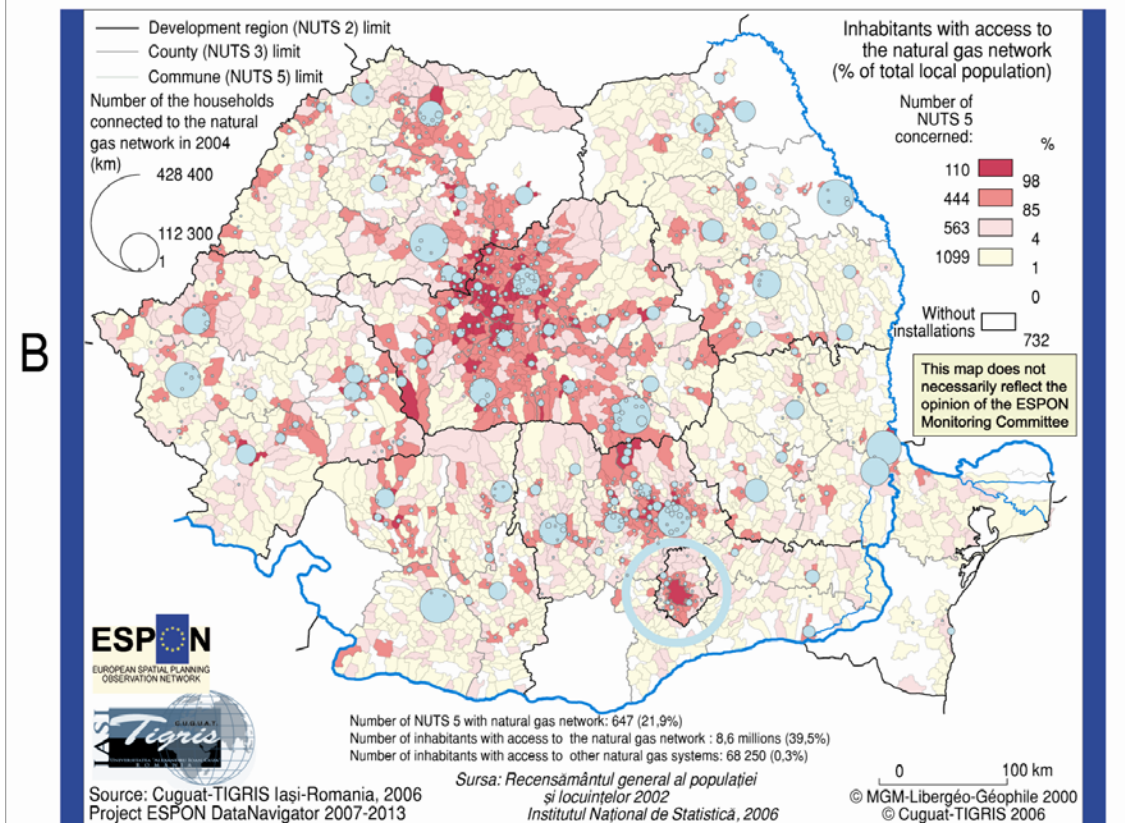 Development region (NUTS 2) limit
County (NUTS 3) limit
Commune (NUTS 5) limit
Number of the households
connected to the natural
gas network in 2004
(km)
428 400
112 300
1
Inhabitants with access to
the natural gas network
(% of total local population)
Number of
NUTS 5
concerned:
%
110
98
444
85
563
4
1099
1
0
Without
installations
732
This map does not
necessarily reflect the
opinion of the ESPON
Monitoring Committee
B
ESPON
EUROPEAN SPATIAL PLANNING
OBSERVATION NETWORK
C.U.G.U.A.T.
Tigris
IASI
ROMANIA
Number of NUTS 5 with natural gas network: 647 (21,9%)
Number of inhabitants with access to the natural gas network : 8,6 millions (39,5%)
Number of inhabitants with access to other natural gas systems: 68 250 (0,3%)
Sursa: Recensământul general al populaţiei
şi locuinţelor 2002
Institutul Naţional de Statistică, 2006
Source: Cuguat-TIGRIS Iaşi-Romania, 2006
Project ESPON DataNavigator 2007-2013
0 100 km
© MGM-Libergéo-Géophile 2000
© Cuguat-TIGRIS 2006